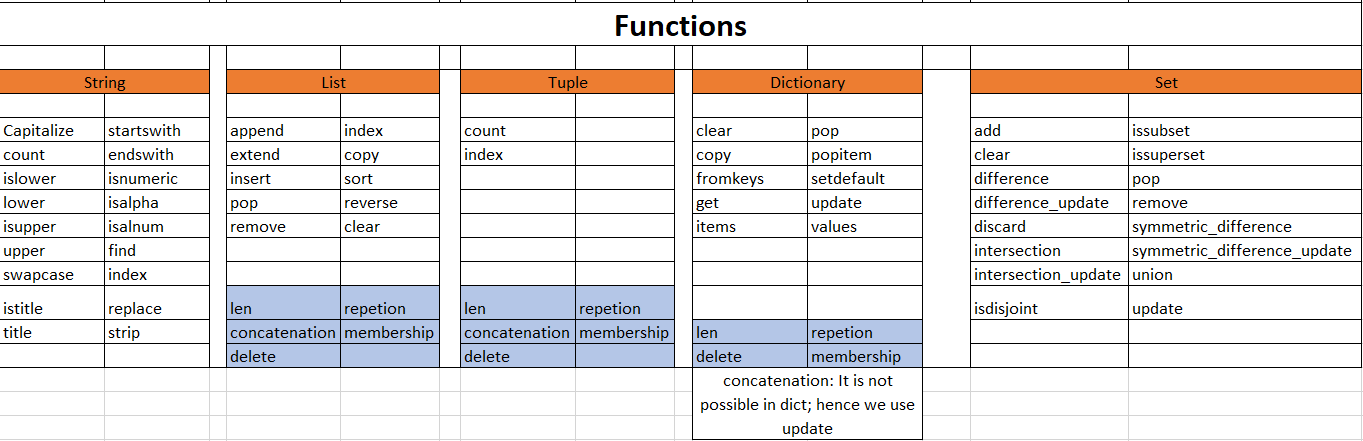 Functions
String List Tuple Dictionary Set
Capitalize startswith append index count clear pop add issubset
count endswith extend copy index copy popitem clear issuperset
islower isnumeric insert sort fromkeys setdefault difference pop
lower isalpha pop reverse get update difference_update remove
isupper isalnum remove clear items values discard symmetric_difference
upper find intersection symmetric_difference_update
swapcase index intersection_update union
istitle replace len repetion len repetion isdisjoint update
title strip concatenation membership concatenation membership len repetion
delete delete delete membership
concatenation: It is not
possible in dict; hence we use
update